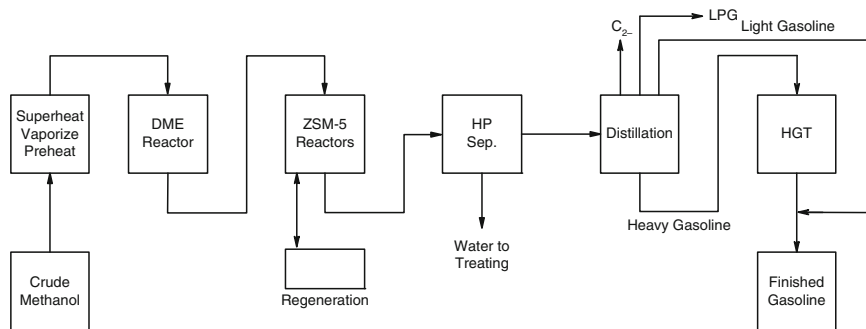 LPG
C2–
Light Gasoline
Superheat
Vaporize
Preheat
DME
Reactor
ZSM-5
Reactors
HP
Sep.
Distillation
HGT
Heavy Gasoline
Water to
Treating
Crude
Methanol
Regeneration
Finished
Gasoline